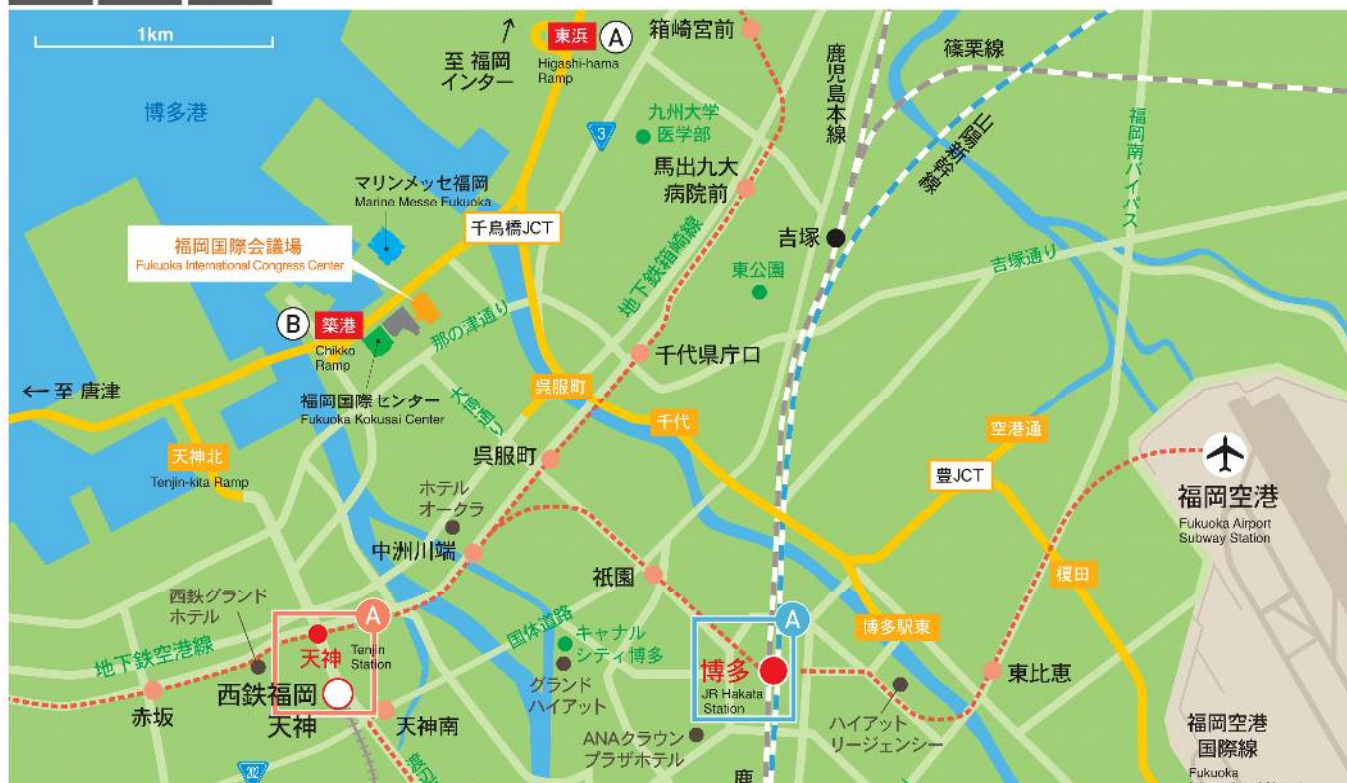 1km
博多港
至 福岡
インター
東浜
A
Higashi-hama
Ramp
箱崎宮前
鹿児島本線
篠栗線
山陽新幹線
福岡南バイパス
3
九州大学
医学部
馬出九大
病院前
マリンメッセ福岡
Marine Messe Fukuoka
千鳥橋JCT
福岡国際会議場
Fukuoka International Congress Center
地下鉄箱崎線
吉塚
東公園
吉塚通り
B
築港
Chikko
Ramp
那の津通り
千代県庁口
← 至 唐津
福岡国際センター
Fukuoka Kokusai Center
大博通り
呉服町
千代
空港通
天神北
Tenjin-kita Ramp
呉服町
豊JCT
福岡空港
Fukuoka Airport
Subway Station
ホテル
オークラ
中洲川端
祇園
榎田
西鉄グランド
ホテル
A
天神
Tenjin
Station
国体道路
キャナル
シティ博多
A
博多
JR Hakata
Station
博多駅東
地下鉄空港線
赤坂
西鉄福岡
天神
天神南
グランド
ハイアット
ANAクラウン
プラザホテル
ハイアット
リージェンシー
東比恵
福岡空港
国際線
Fukuoka
202
鹿